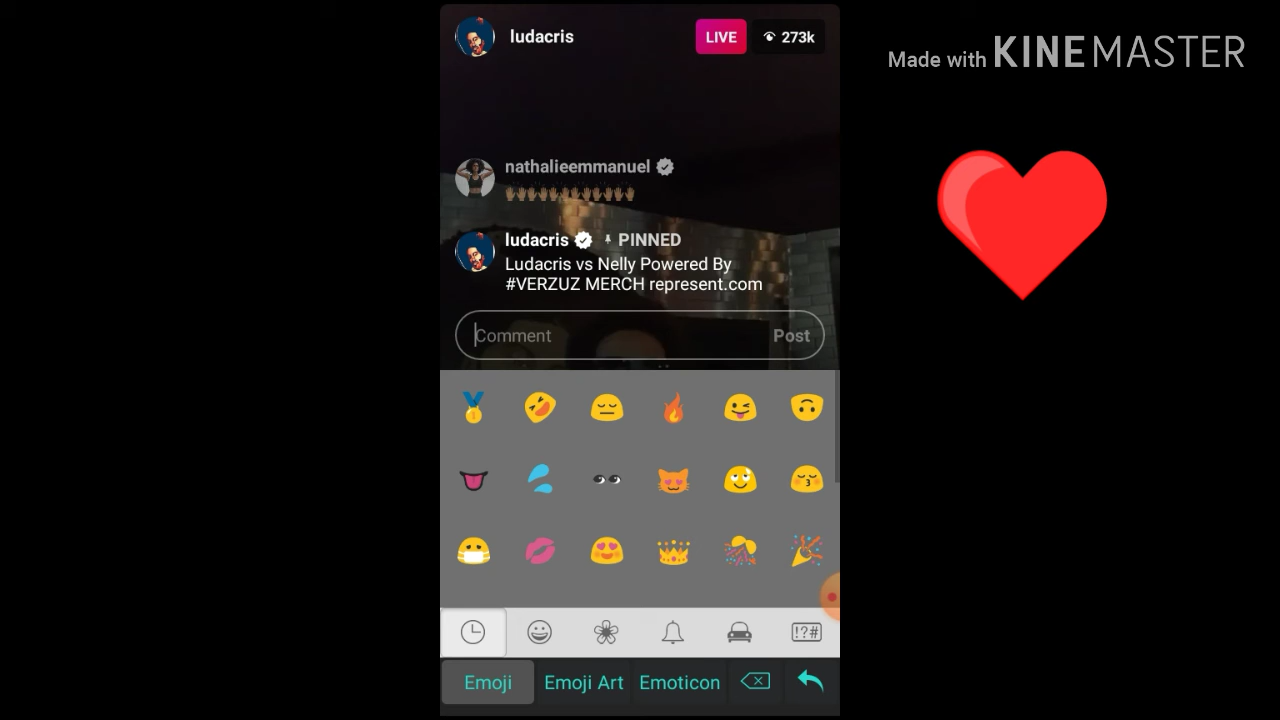 ludacris
LIVE 273k
Made with KINEMASTER
nathalieemmanuel
ludacris PINNED
Ludacris vs Nelly Powered By
#VERZUZ MERCH represent.com
Comment Post
!?#
Emoji Emoji Art Emoticon